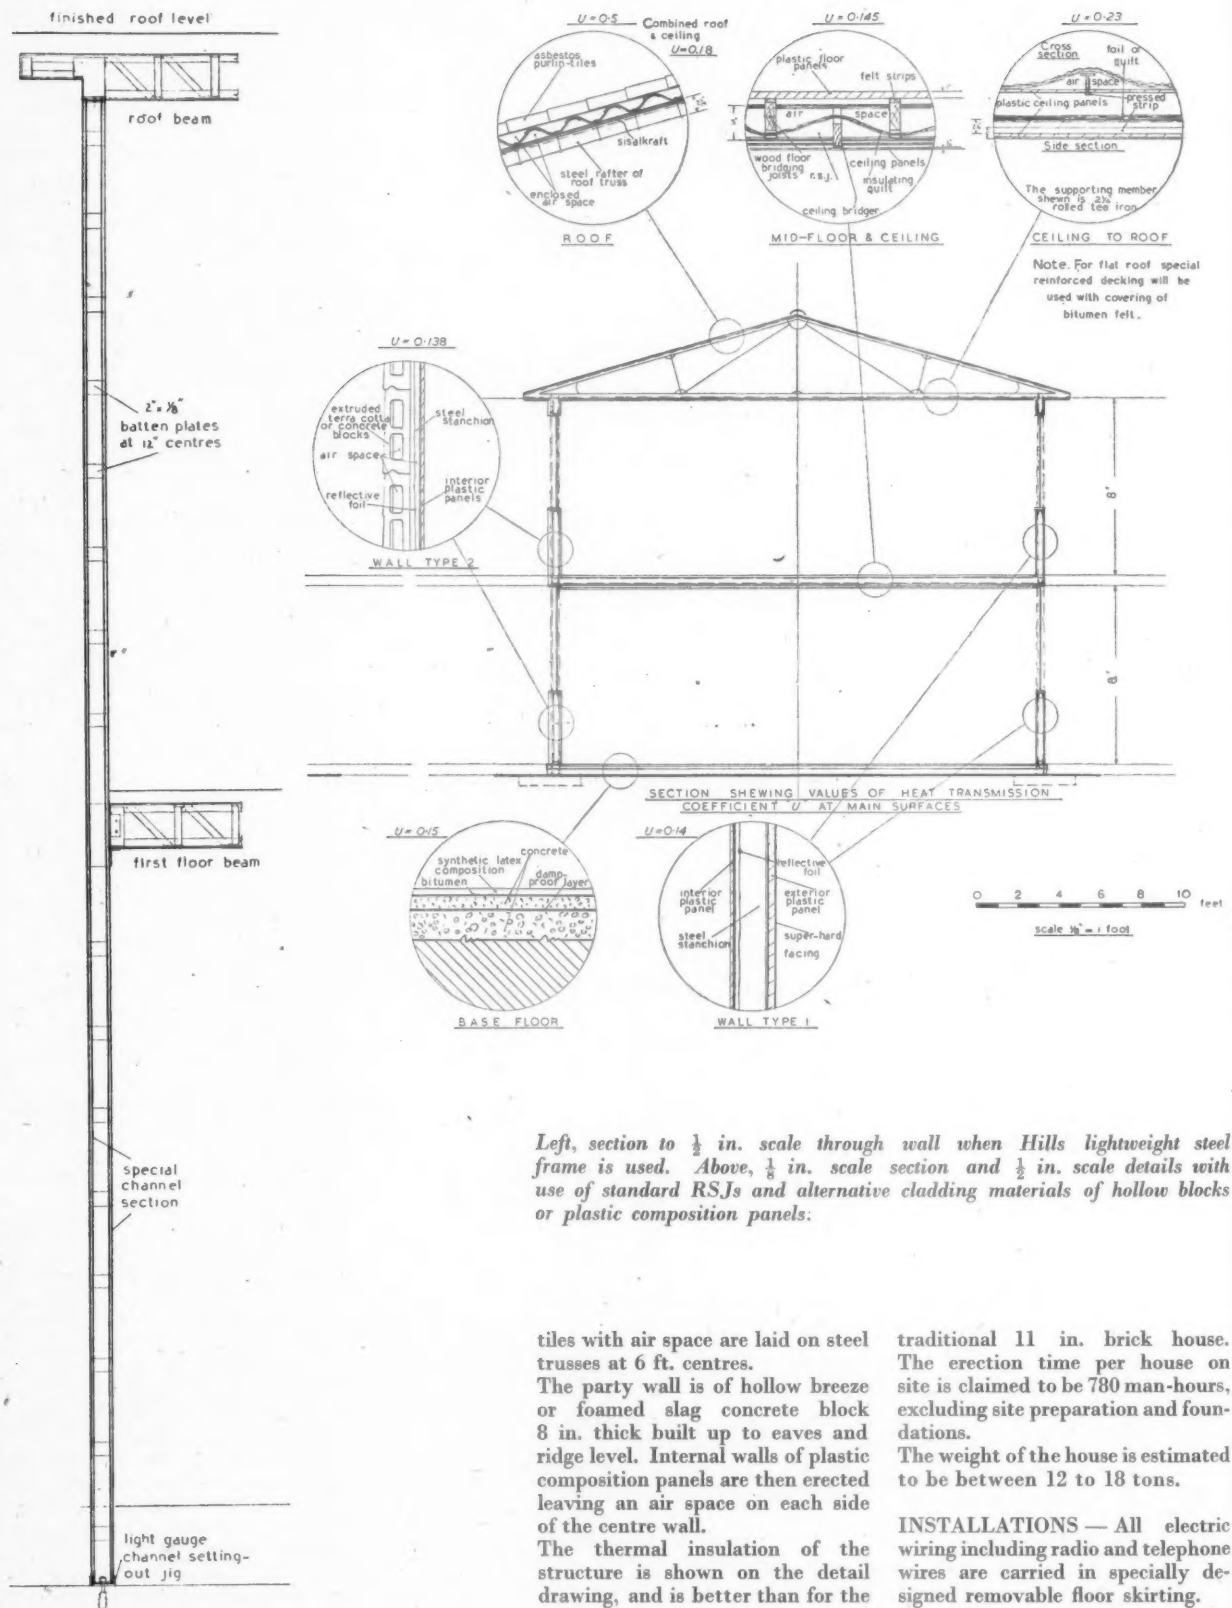 finished roof level
roof beam
2" × ⅛"
batten plates
at 12" centres
first floor beam
special
channel
section
light gauge
channel setting-
out jig
U=0·5
Combined roof
& ceiling
U=0.18
asbestos
purlin-tiles
sisalkraft
steel rafter of
roof truss
enclosed
air space
ROOF
U=0·145
plastic floor
panels
felt strips
air space
wood floor
bridging
joists
r.s.j.
ceiling panels
insulating
quilt
ceiling bridger
MID-FLOOR & CEILING
U=0·23
Cross
section
foil or
quilt
air space
plastic ceiling panels
pressed
strip
Side section
The supporting member
shewn is 2¼"
rolled tee iron
CEILING TO ROOF
Note. For flat roof special
reinforced decking will be
used with covering of
bitumen felt.
U=0·138
extruded
terra cotta
or concrete
blocks
steel
stanchion
air space
reflective
foil
interior
plastic
panels
WALL TYPE 2
8'
8'
SECTION SHEWING VALUES OF HEAT TRANSMISSION
COEFFICIENT 'U' AT MAIN SURFACES
U=0·15
synthetic latex
composition
concrete
bitumen
damp-
proof layer
BASE FLOOR
U=0·14
reflective
foil
interior
plastic
panel
exterior
plastic
panel
steel
stanchion
super-hard
facing
WALL TYPE 1
0 2 4 6 8 10 feet
scale ⅛" = 1 foot
Left, section to ½ in. scale through wall when Hills lightweight steel
frame is used. Above, ⅛ in. scale section and ½ in. scale details with
use of standard RSJs and alternative cladding materials of hollow blocks
or plastic composition panels.
tiles with air space are laid on steel
trusses at 6 ft. centres.
The party wall is of hollow breeze
or foamed slag concrete block
8 in. thick built up to eaves and
ridge level. Internal walls of plastic
composition panels are then erected
leaving an air space on each side
of the centre wall.
The thermal insulation of the
structure is shown on the detail
drawing, and is better than for the
traditional 11 in. brick house.
The erection time per house on
site is claimed to be 780 man-hours,
excluding site preparation and foun-
dations.
The weight of the house is estimated
to be between 12 to 18 tons.
INSTALLATIONS — All electric
wiring including radio and telephone
wires are carried in specially de-
signed removable floor skirting.